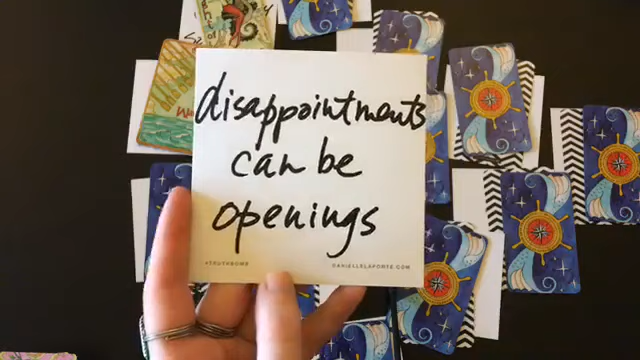 disappointments
can be
openings
#TRUTHBOMB
DANIELLELAPORTE.COM